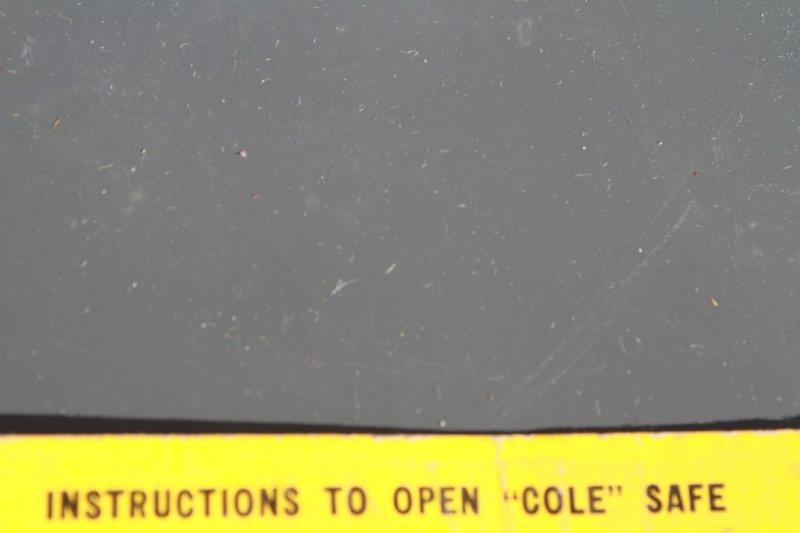 INSTRUCTIONS TO OPEN “COLE” SAFE